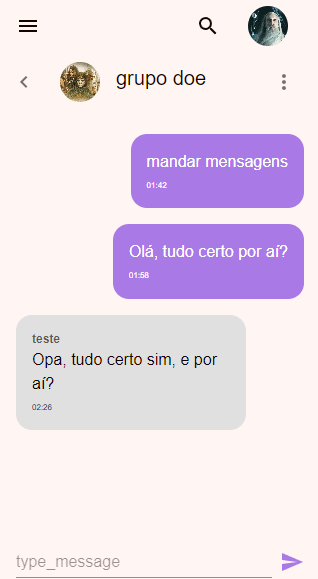 grupo doe
mandar mensagens
01:42
Olá, tudo certo por aí?
01:58
teste
Opa, tudo certo sim, e por
aí?
02:26
type_message